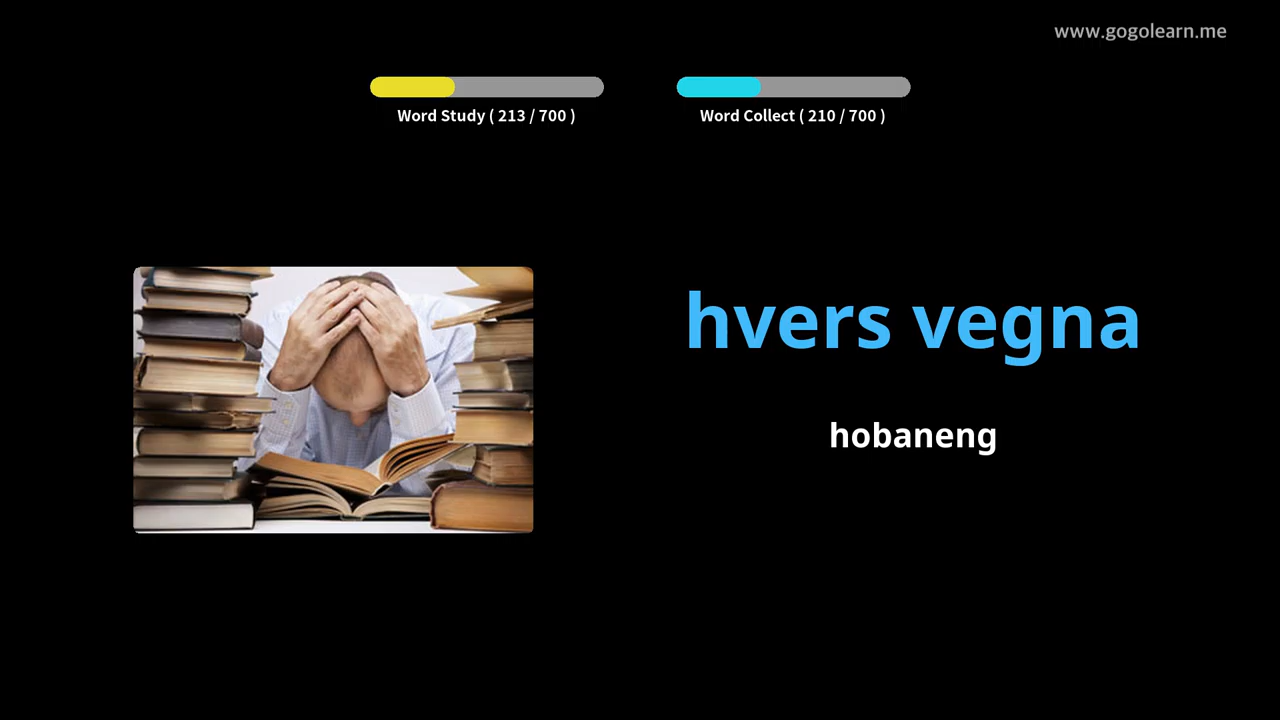 www.gogolearn.me
Word Study ( 213 / 700 )
Word Collect ( 210 / 700 )
hvers vegna
hobaneng